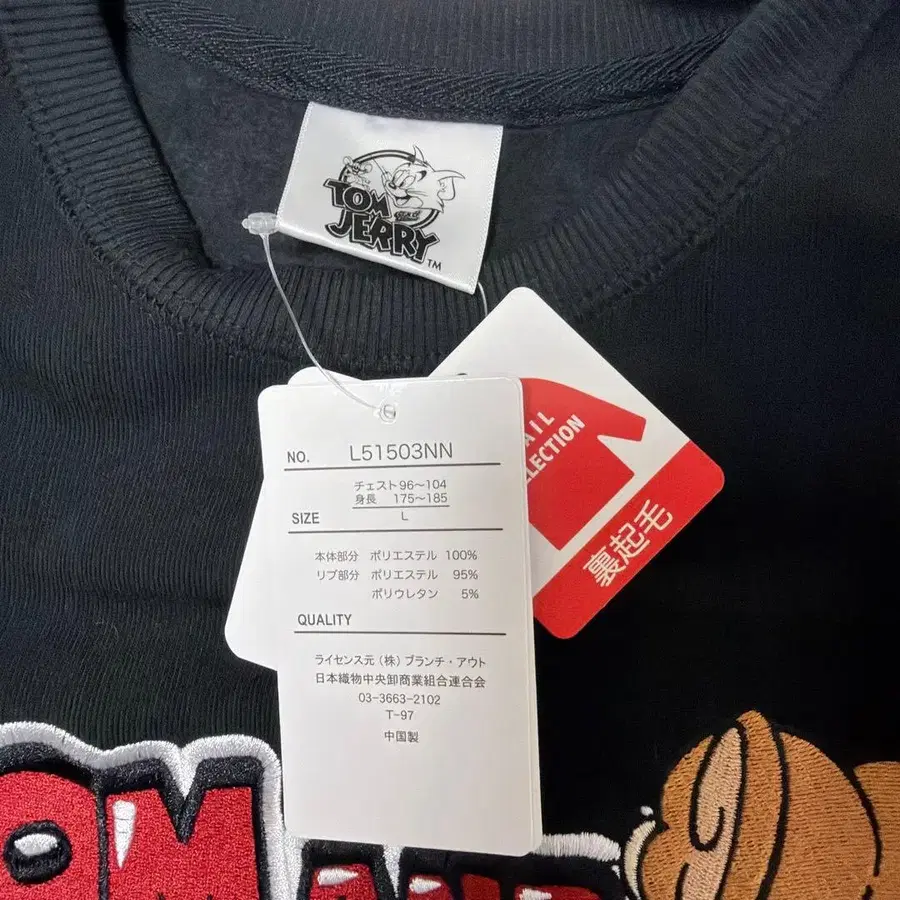 TOM
JERRY
TM
NO. L51503NN
チェスト96～104
身長 175～185
SIZE L
本体部分 ポリエステル 100%
リブ部分 ポリエステル 95%
ポリウレタン 5%
QUALITY
ライセンス元（株）ブランチ・アウト
日本織物中央卸商業組合連合会
03-3663-2102
T-97
中国製
AIL
LECTION
裏起毛
OM